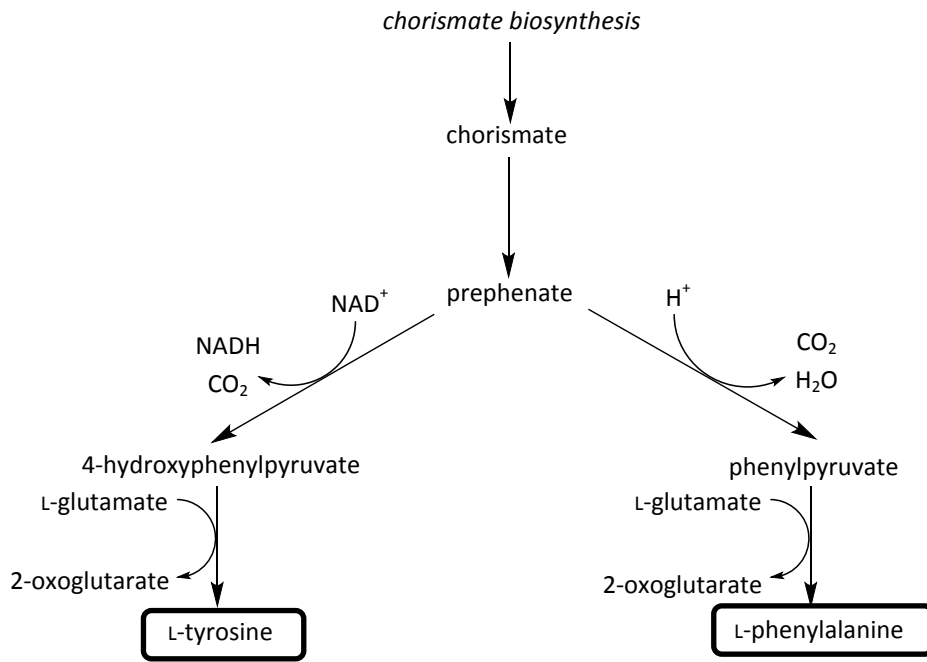 chorismate biosynthesis
chorismate
prephenate
NAD⁺
NADH
CO₂
H⁺
CO₂
H₂O
4-hydroxyphenylpyruvate
L-glutamate
2-oxoglutarate
L-tyrosine
phenylpyruvate
L-glutamate
2-oxoglutarate
L-phenylalanine